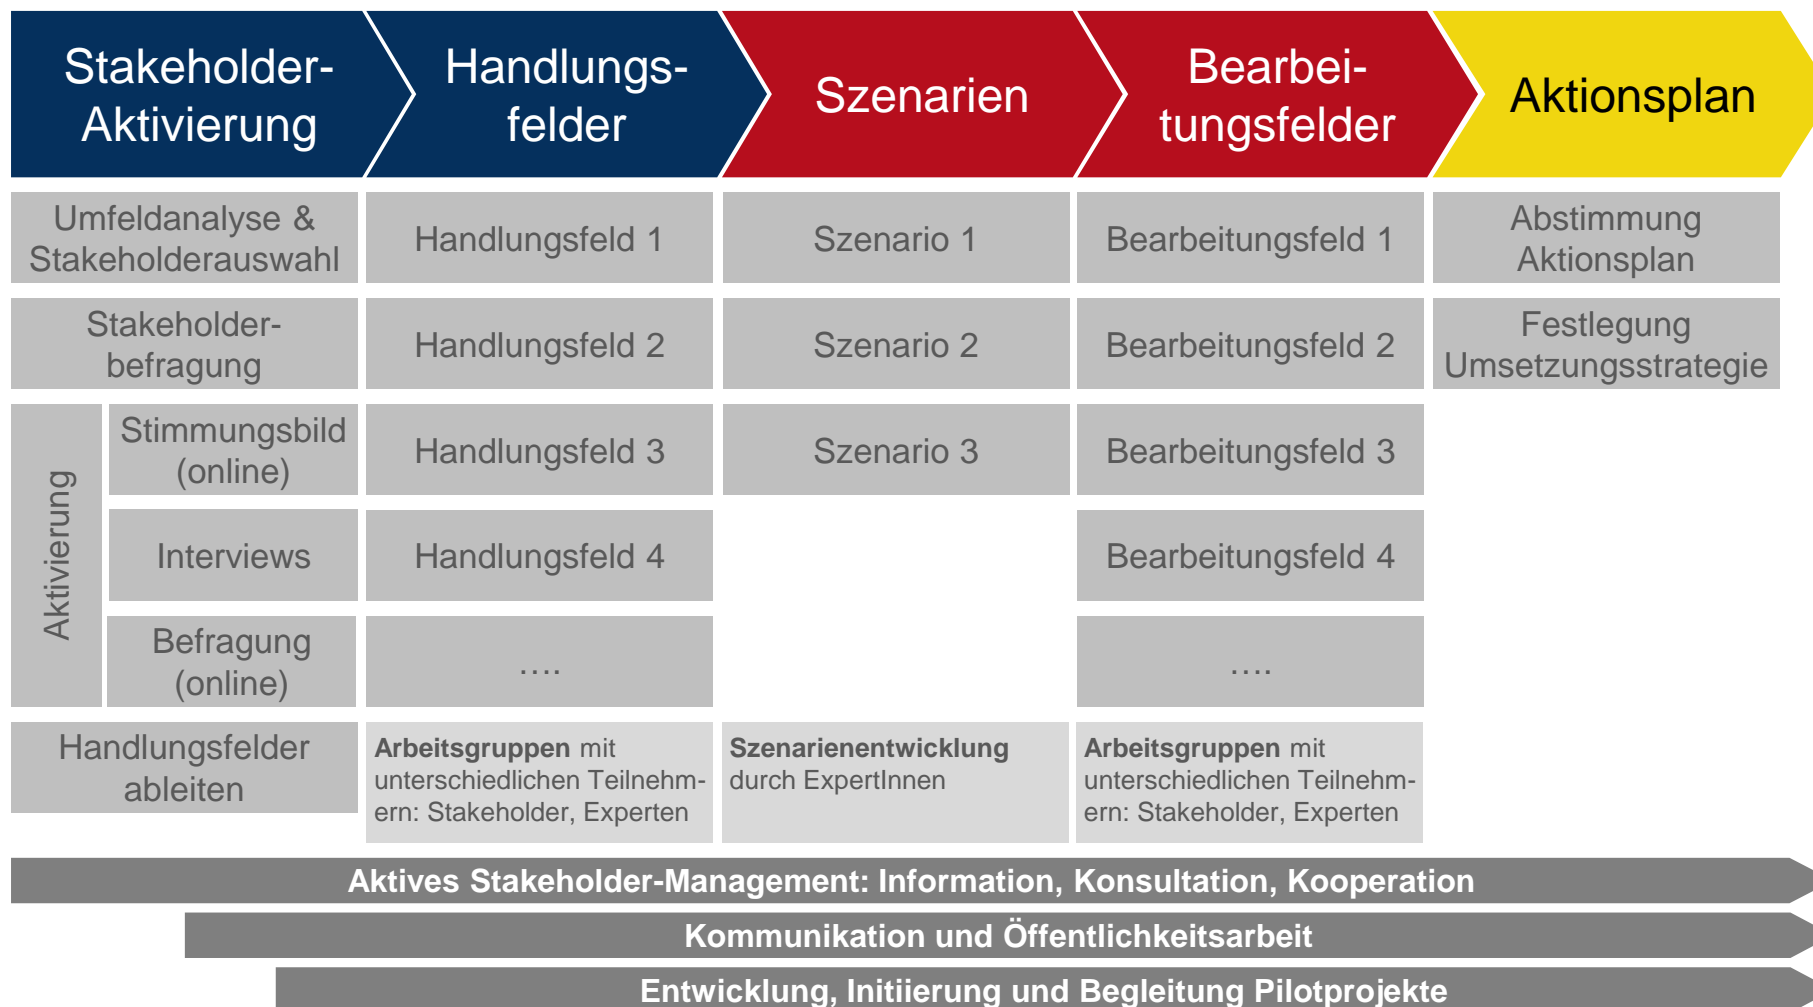 Stakeholder-
Aktivierung
Handlungs-
felder
Szenarien
Bearbei-
tungsfelder
Aktionsplan
Umfeldanalyse &
Stakeholderauswahl
Handlungsfeld 1
Szenario 1
Bearbeitungsfeld 1
Abstimmung
Aktionsplan
Stakeholder-
befragung
Handlungsfeld 2
Szenario 2
Bearbeitungsfeld 2
Festlegung
Umsetzungsstrategie
Aktivierung
Stimmungsbild
(online)
Handlungsfeld 3
Szenario 3
Bearbeitungsfeld 3
Interviews
Handlungsfeld 4
Bearbeitungsfeld 4
Befragung
(online)
....
....
Handlungsfelder
ableiten
Arbeitsgruppen mit
unterschiedlichen Teilnehm-
ern: Stakeholder, Experten
Szenarienentwicklung
durch ExpertInnen
Arbeitsgruppen mit
unterschiedlichen Teilnehm-
ern: Stakeholder, Experten
Aktives Stakeholder-Management: Information, Konsultation, Kooperation
Kommunikation und Öffentlichkeitsarbeit
Entwicklung, Initiierung und Begleitung Pilotprojekte